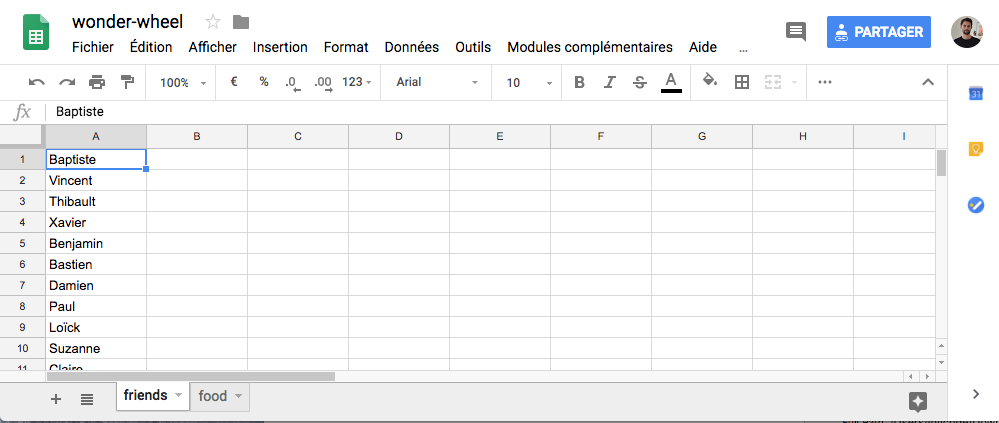 wonder-wheel
Fichier Édition Afficher Insertion Format Données Outils Modules complémentaires Aide ...
PARTAGER
100% € % .0 .00 123 Arial 10 B I S A
fx Baptiste
A B C D E F G H I
1 Baptiste
2 Vincent
3 Thibault
4 Xavier
5 Benjamin
6 Bastien
7 Damien
8 Paul
9 Loïck
10 Suzanne
11 Claire
friends food
31